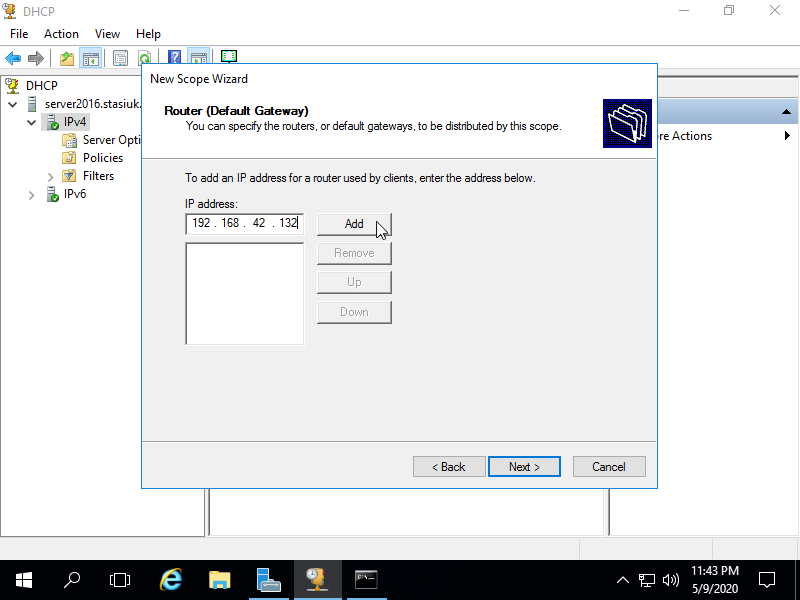 DHCP
File Action View Help
DHCP
server2016.stasiuk.
IPv4
Server Opti
Policies
Filters
IPv6
New Scope Wizard
Router (Default Gateway)
You can specify the routers, or default gateways, to be distributed by this scope.
To add an IP address for a router used by clients, enter the address below.
IP address:
192 . 168 . 42 . 132
Add
Remove
Up
Down
< Back
Next >
Cancel
re Actions
11:43 PM
5/9/2020